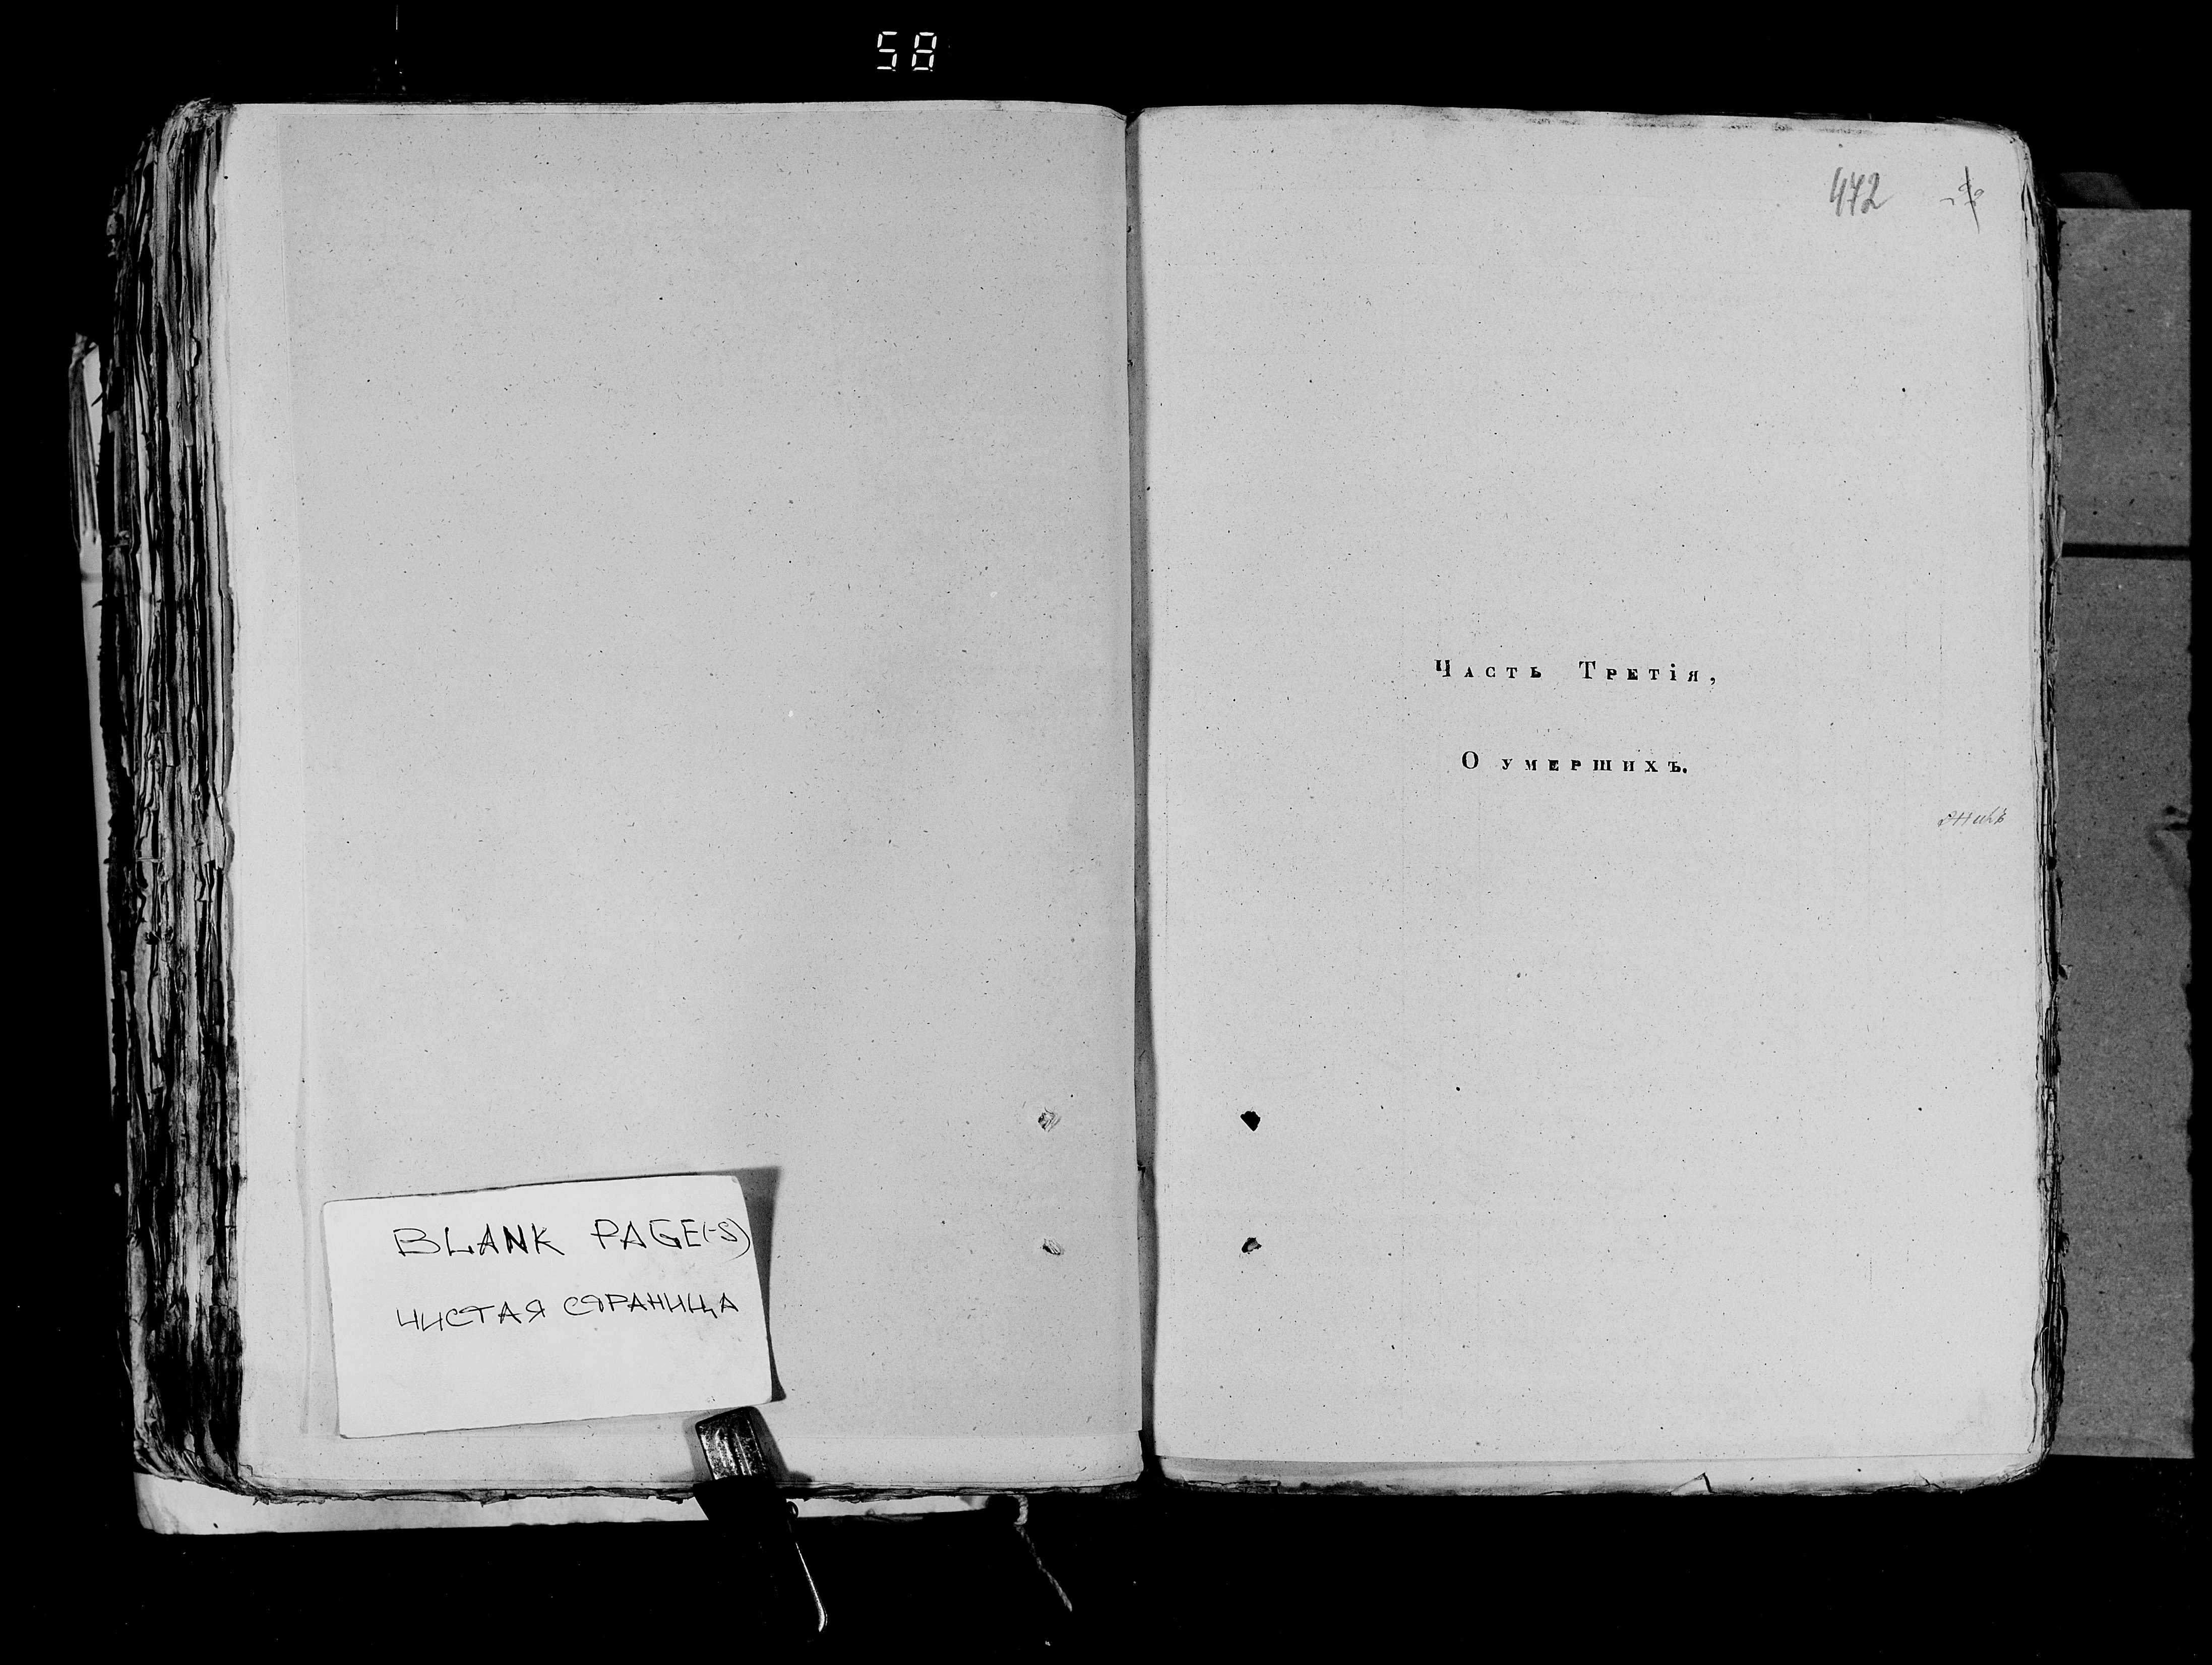 58
BLANK PAGE(-S)
ЧИСТАЯ СТРАНИЦА
472
Часть Третія,
О умершихъ.